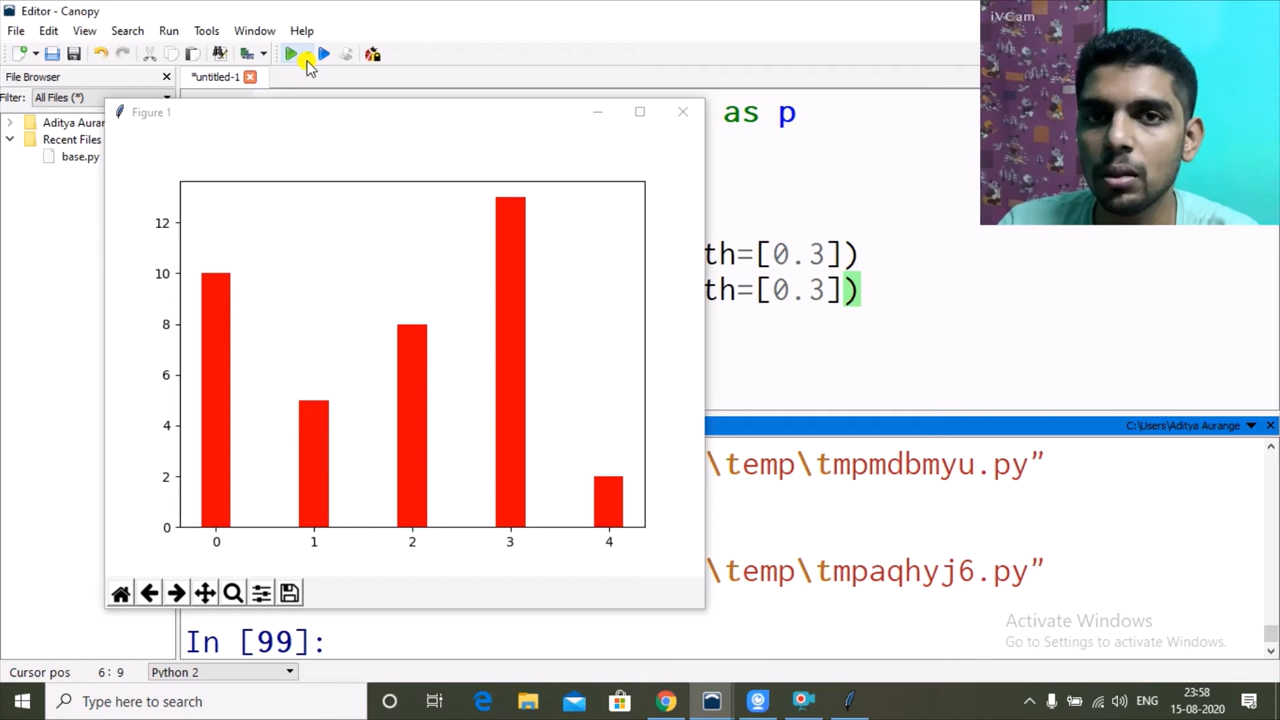 Editor - Canopy
iVCam
File Edit View Search Run Tools Window Help
File Browser
*untitled-1
Filter: All Files (*)
Aditya Auran
Recent Files
base.py
Figure 1
as p
th=[0.3])
th=[0.3])
12
10
8
6
4
2
0
0 1 2 3 4
C:\Users\Aditya Aurange
\temp\tmpmdbmyu.py"
\temp\tmpaqhyj6.py"
Activate Windows
Go to Settings to activate Windows.
In [99]:
Cursor pos 6: 9 Python 2
Type here to search
ENG
23:58
15-08-2020